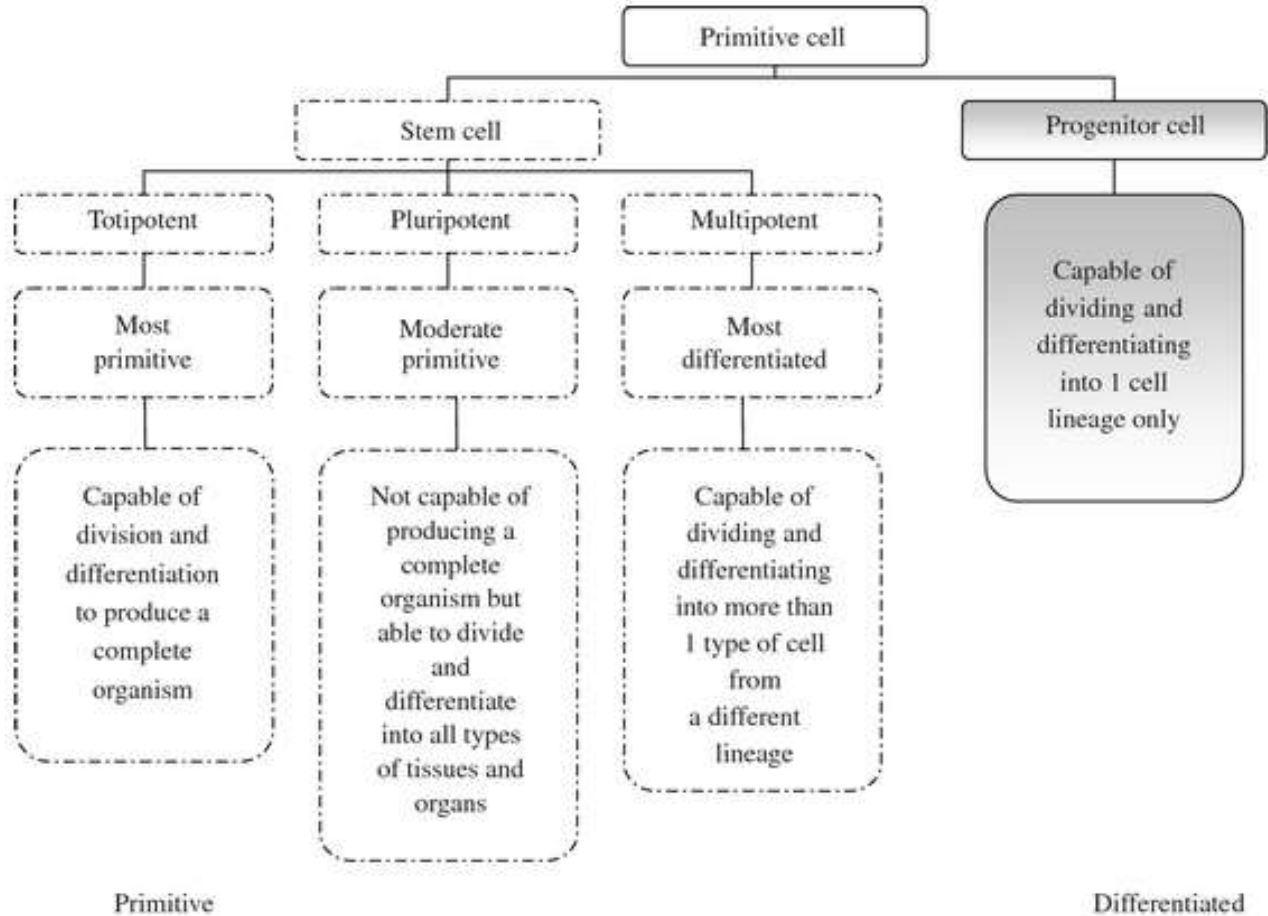 Primitive cell
Stem cell
Progenitor cell
Totipotent
Pluripotent
Multipotent
Most
primitive
Moderate
primitive
Most
differentiated
Capable of
dividing and
differentiating
into 1 cell
lineage only
Capable of
division and
differentiation
to produce a
complete
organism
Not capable of
producing a
complete
organism but
able to divide
and
differentiate
into all types
of tissues and
organs
Capable of
dividing and
differentiating
into more than
1 type of cell
from
a different
lineage
Primitive
Differentiated